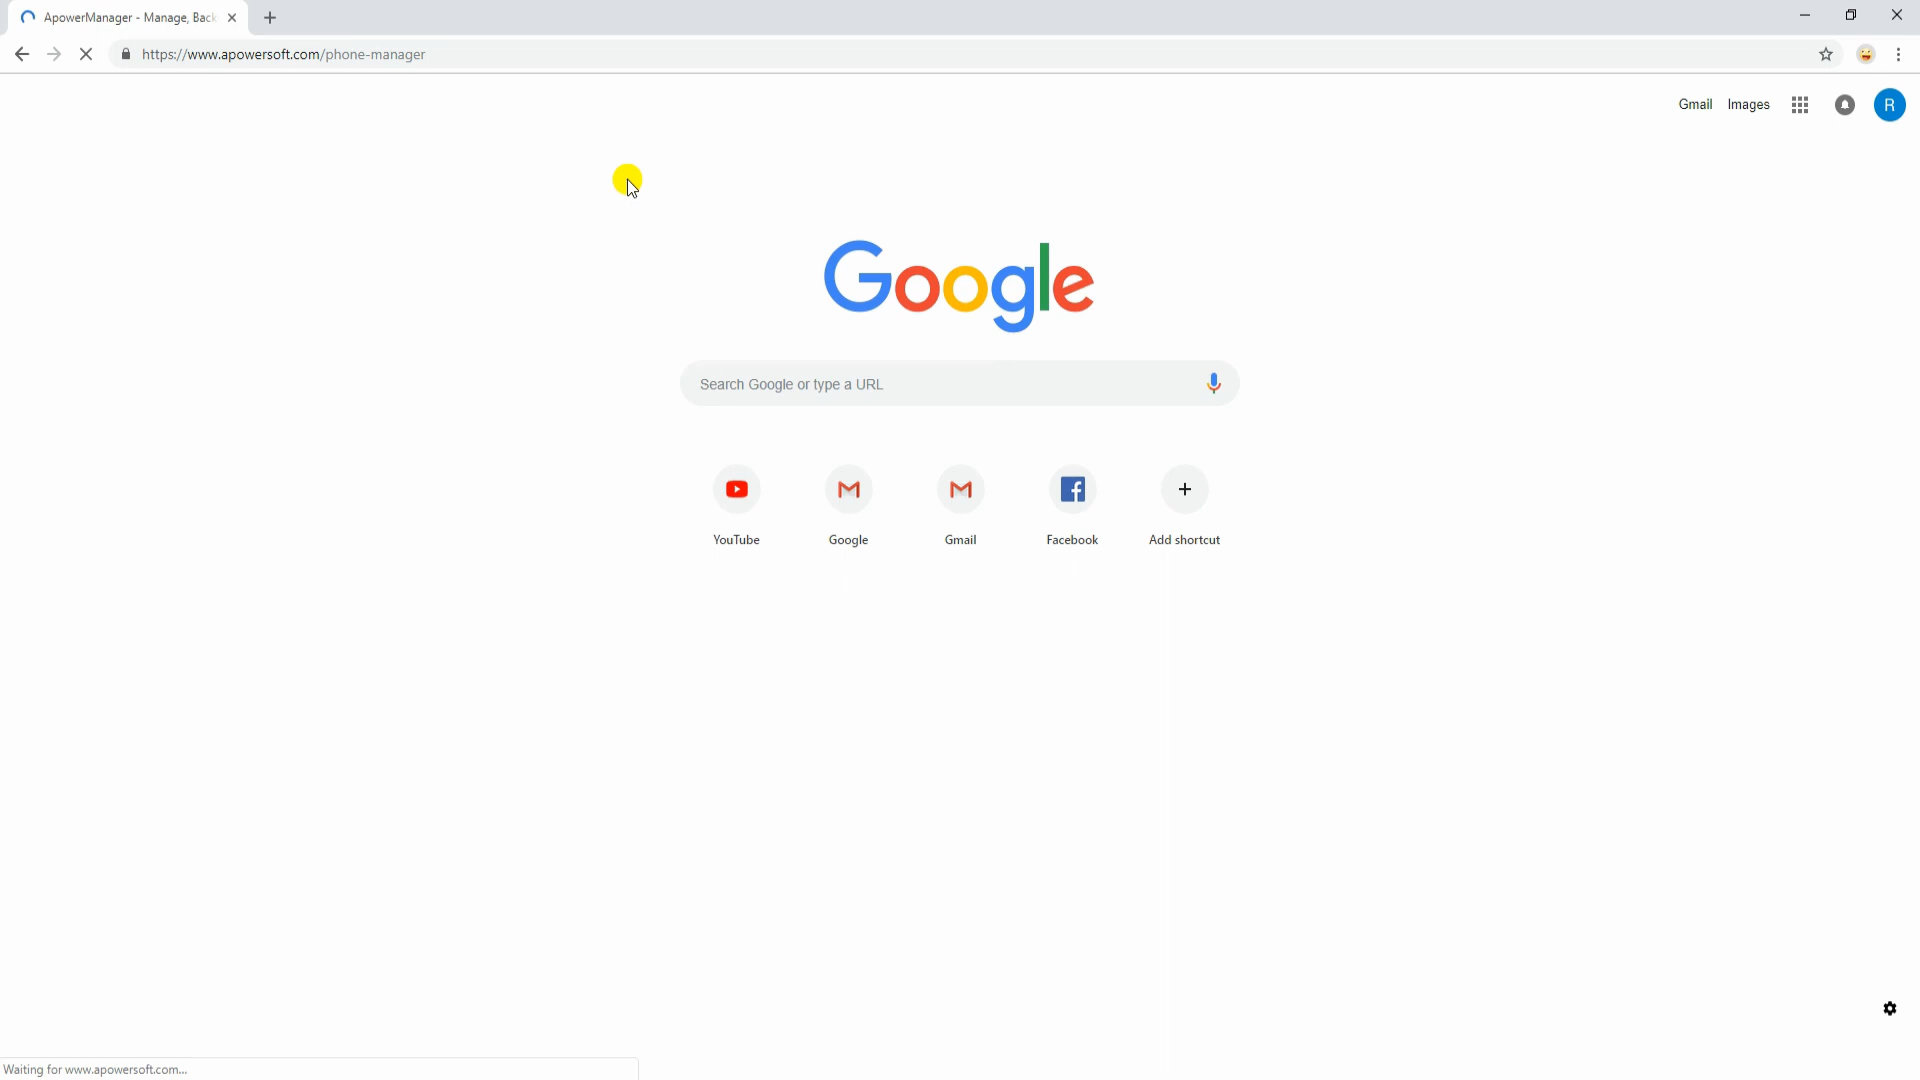 ApowerManager - Manage, Back
https://www.apowersoft.com/phone-manager
Gmail Images R
Google
Search Google or type a URL
YouTube Google Gmail Facebook Add shortcut
Waiting for www.apowersoft.com...